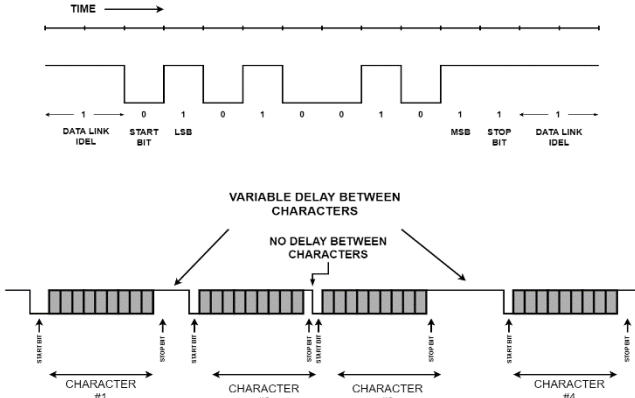 TIME
1 0 1 0 1 0 0 1 0 1 1 1
DATA LINK IDEL START BIT LSB MSB STOP BIT DATA LINK IDEL
VARIABLE DELAY BETWEEN
CHARACTERS
NO DELAY BETWEEN
CHARACTERS
START BIT STOP BIT START BIT STOP BIT START BIT STOP BIT START BIT STOP BIT
CHARACTER CHARACTER CHARACTER CHARACTER
#1 #4